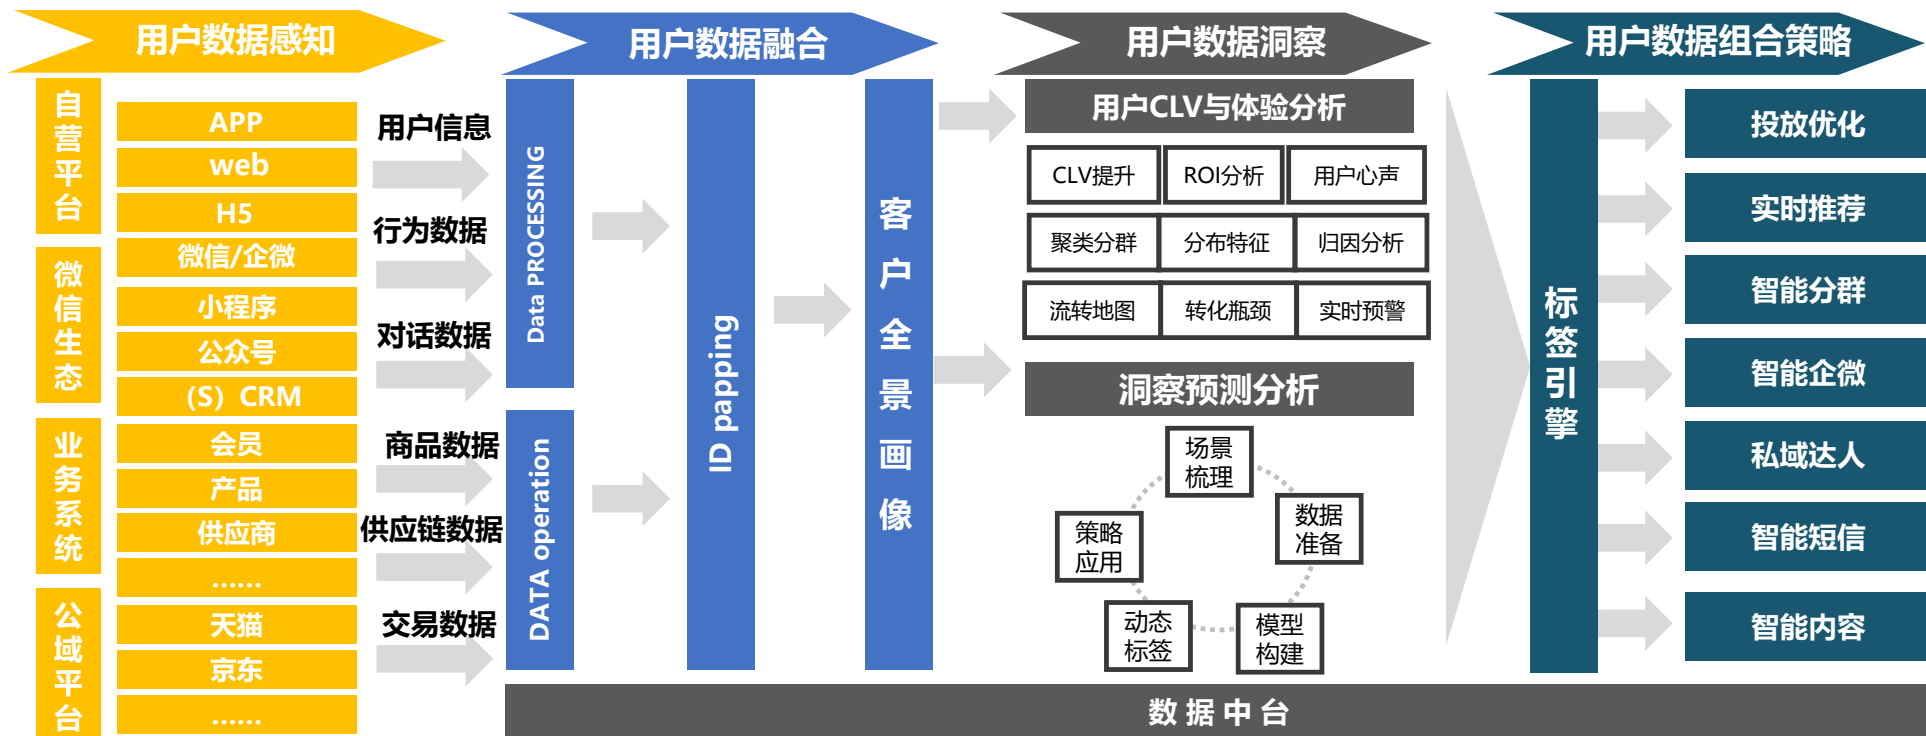 用户数据感知
用户数据融合
用户数据洞察
用户数据组合策略
自营平台
微信生态
业务系统
公域平台
APP
web
H5
微信/企微
小程序
公众号
（S）CRM
会员
产品
供应商
……
天猫
京东
……
用户信息
行为数据
对话数据
商品数据
供应链数据
交易数据
Data PROCESSING
DATA operation
ID papping
客户全景画像
用户CLV与体验分析
CLV提升
ROI分析
用户心声
聚类分群
分布特征
归因分析
流转地图
转化瓶颈
实时预警
洞察预测分析
场景
梳理
数据
准备
模型
构建
动态
标签
策略
应用
标签引擎
投放优化
实时推荐
智能分群
智能企微
私域达人
智能短信
智能内容
数据中台